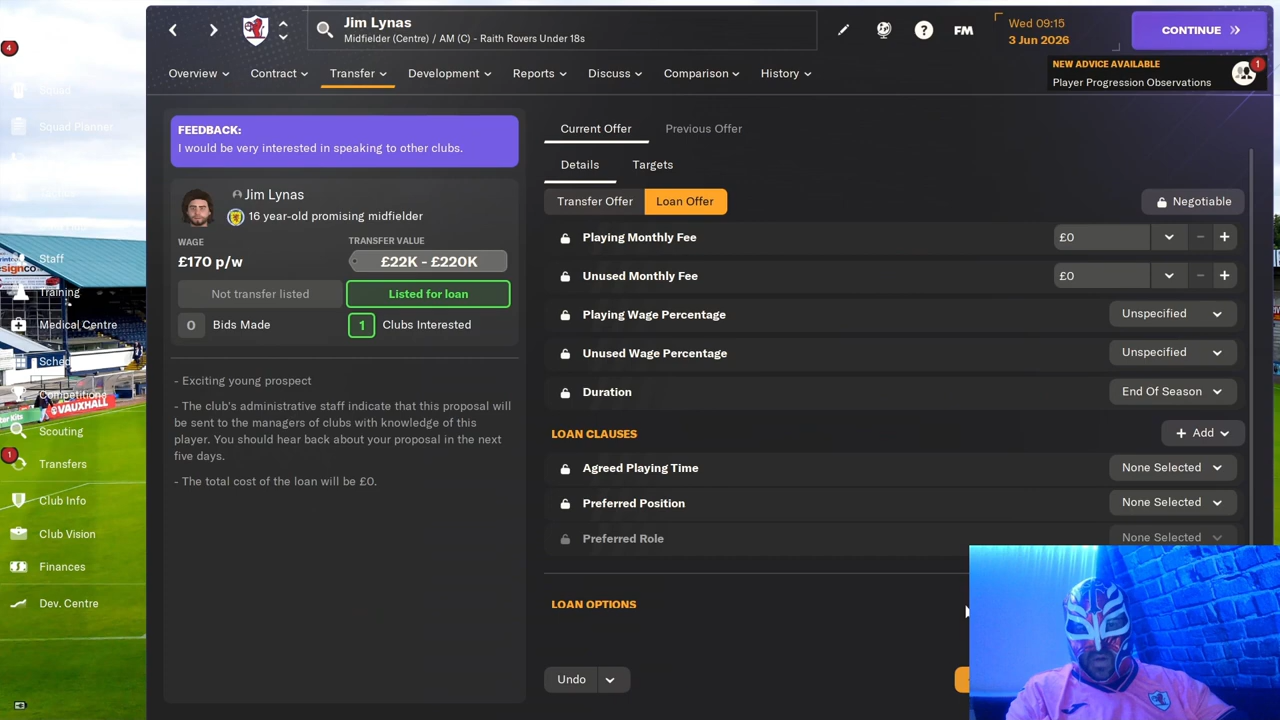 Jim Lynas
Midfielder (Centre) / AM (C) - Raith Rovers Under 18s
FM
Wed 09:15
3 Jun 2026
CONTINUE
4
Overview
Contract
Transfer
Development
Reports
Discuss
Comparison
History
NEW ADVICE AVAILABLE
Player Progression Observations
1
Squad
Squad Planner
Staff
Training
Medical Centre
Sched
Competitions
Scouting
1
Transfers
Club Info
Club Vision
Finances
Dev. Centre
VAUXHALL
FEEDBACK:
I would be very interested in speaking to other clubs.
Jim Lynas
16 year-old promising midfielder
WAGE
TRANSFER VALUE
£170 p/w
£22K - £220K
Not transfer listed
Listed for loan
0 Bids Made
1 Clubs Interested
- Exciting young prospect
- The club's administrative staff indicate that this proposal will
be sent to the managers of clubs with knowledge of this
player. You should hear back about your proposal in the next
five days.
- The total cost of the loan will be £0.
Current Offer
Previous Offer
Details
Targets
Transfer Offer
Loan Offer
Negotiable
Playing Monthly Fee
£0
Unused Monthly Fee
£0
Playing Wage Percentage
Unspecified
Unused Wage Percentage
Unspecified
Duration
End Of Season
LOAN CLAUSES
+ Add
Agreed Playing Time
None Selected
Preferred Position
None Selected
Preferred Role
None Selected
LOAN OPTIONS
Undo